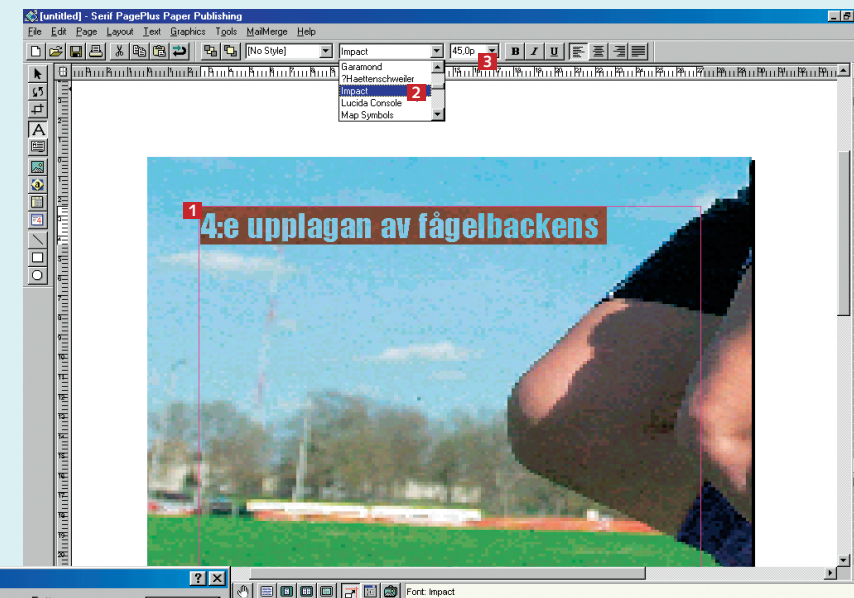 [untitled] - Serif PagePlus Paper Publishing
File Edit Page Layout Text Graphics Tools MailMerge Help
[No Style] Impact 45,0p B I U
3
Garamond
?Haettenschweiler
Impact
2
Lucida Console
Map Symbols
A
1
4:e upplagan av fågelbackens
Font: Impact